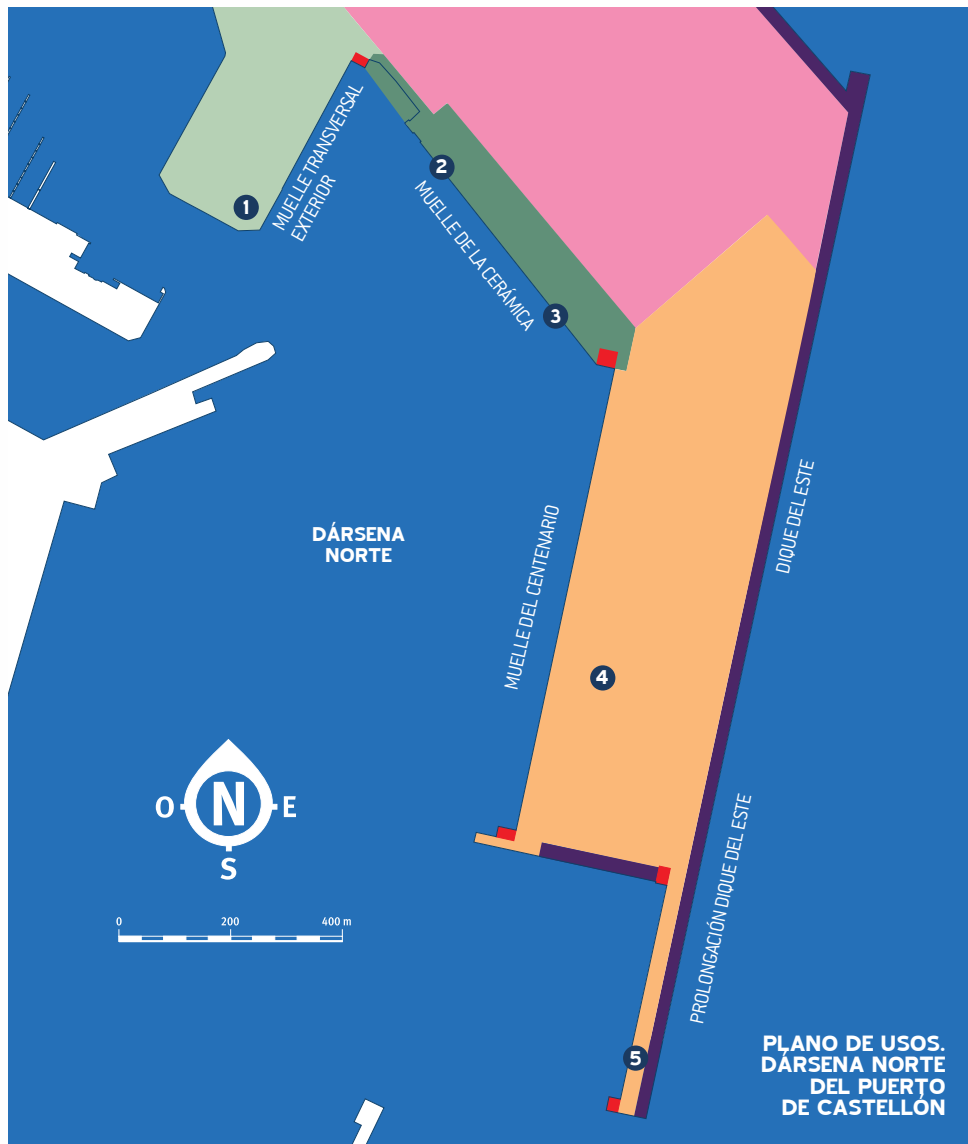 MUELLE TRANSVERSAL
EXTERIOR
1
2
MUELLE DE LA CERÁMICA
3
DÁRSENA
NORTE
MUELLE DEL CENTENARIO
DIQUE DEL ESTE
4
N
O
E
S
0 200 400 m
PROLONGACIÓN DIQUE DEL ESTE
5
PLANO DE USOS.
DÁRSENA NORTE
DEL PUERTO
DE CASTELLÓN